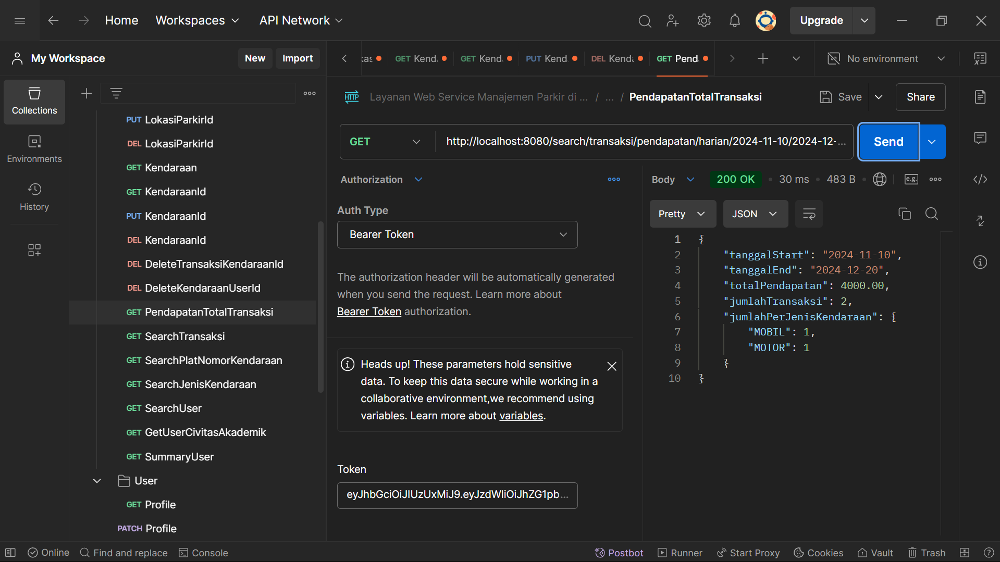 Home
Workspaces
API Network
Upgrade
My Workspace
New
Import
GET Kend.
GET Kend.
PUT Kend
DEL Kenda
GET Pend.
No environment
Collections
Environments
History
PUT LokasiParkirId
DEL LokasiParkirId
GET Kendaraan
GET KendaraanId
PUT KendaraanId
DEL KendaraanId
DEL DeleteTransaksiKendaraanId
DEL DeleteKendaraanUserId
GET PendapatanTotalTransaksi
GET SearchTransaksi
GET SearchPlatNomorKendaraan
GET SearchJenisKendaraan
GET SearchUser
GET GetUserCivitasAkademik
GET SummaryUser
User
GET Profile
PATCH Profile
HTTP
Layanan Web Service Manajemen Parkir di ... / ... / PendapatanTotalTransaksi
Save
Share
GET
http://localhost:8080/search/transaksi/pendapatan/harian/2024-11-10/2024-12-...
Send
Authorization
Auth Type
Bearer Token
The authorization header will be automatically generated
when you send the request. Learn more about
Bearer Token authorization.
Heads up! These parameters hold sensitive
data. To keep this data secure while working in a
collaborative environment,we recommend using
variables. Learn more about variables.
Token
eyJhbGciOiJIUzUxMiJ9.eyJzdWIiOiJhZG1pb...
Body
200 OK
30 ms
483 B
e.g.
Pretty
JSON
1 {
2 "tanggalStart": "2024-11-10",
3 "tanggalEnd": "2024-12-20",
4 "totalPendapatan": 4000.00,
5 "jumlahTransaksi": 2,
6 "jumlahPerJenisKendaraan": {
7 "MOBIL": 1,
8 "MOTOR": 1
9 }
10 }
Online
Find and replace
Console
Postbot
Runner
Start Proxy
Cookies
Vault
Trash